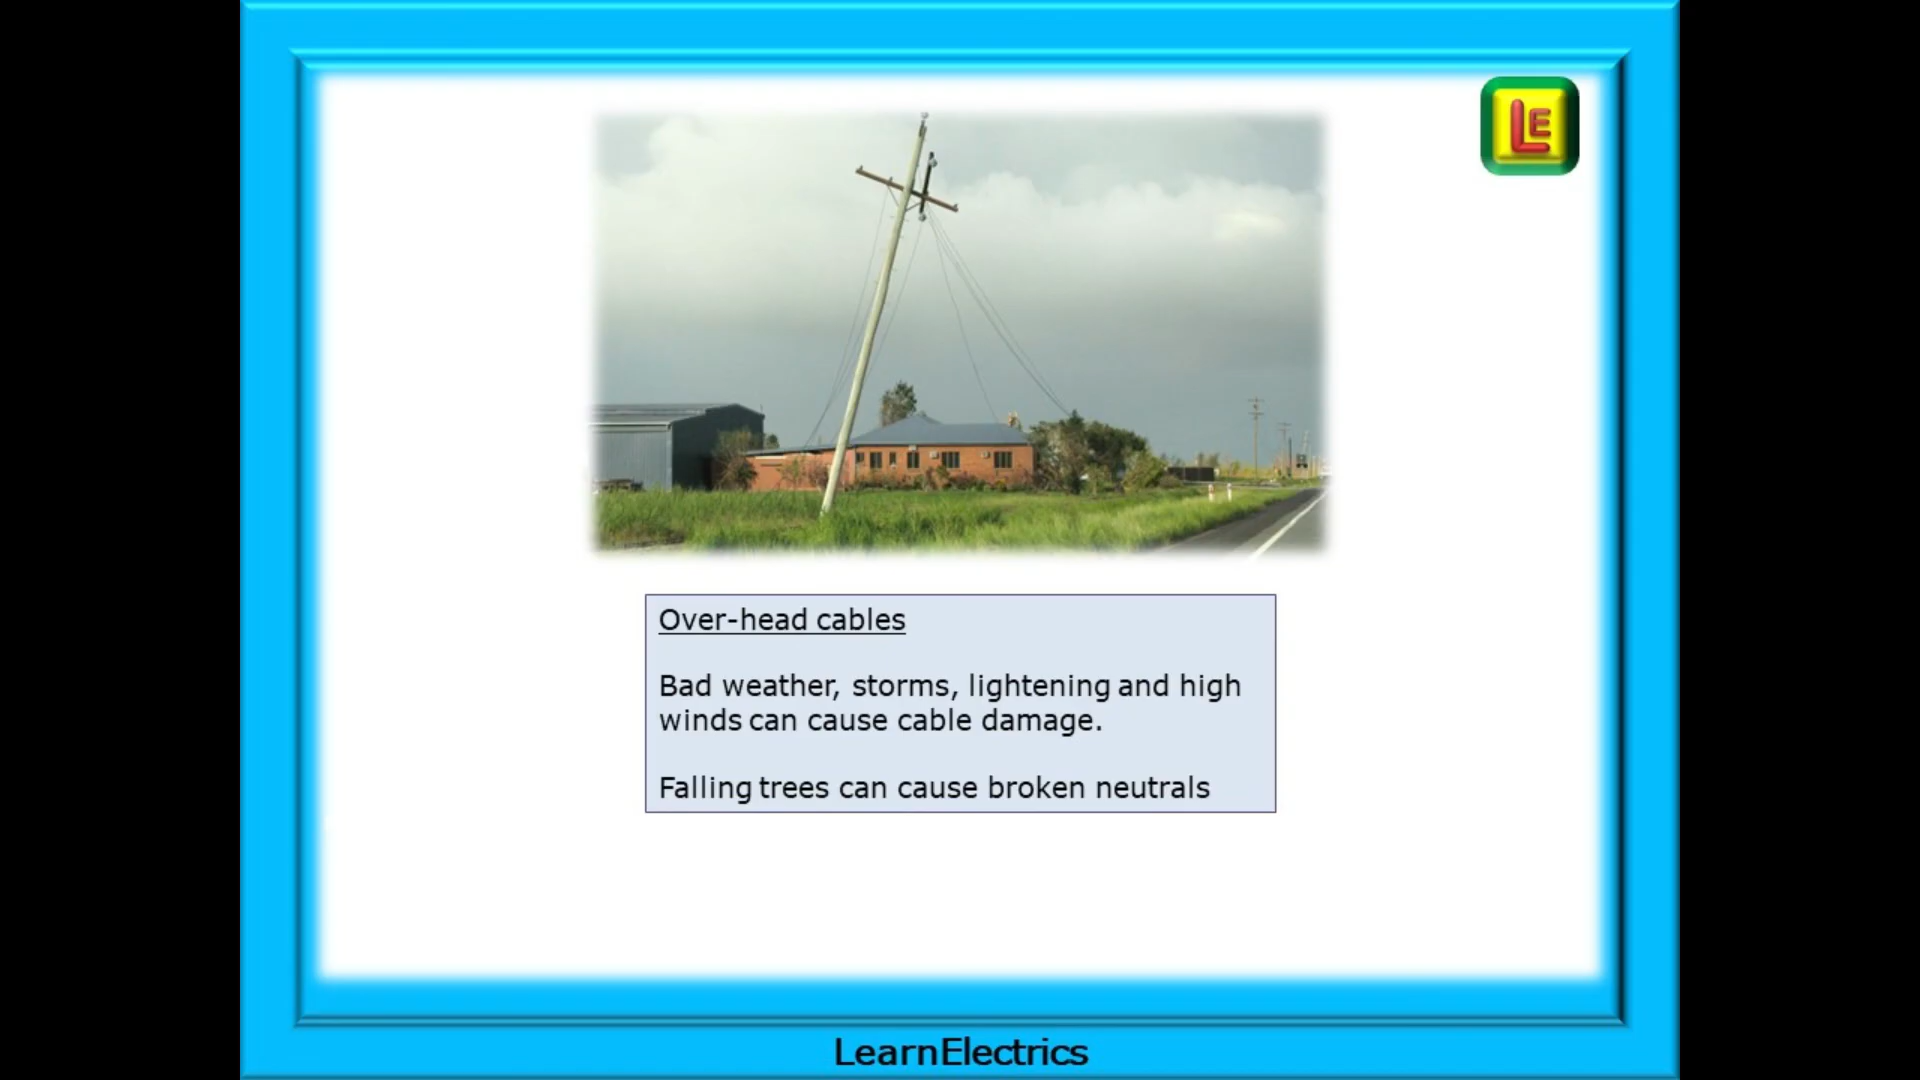 LE
Over-head cables
Bad weather, storms, lightening and high
winds can cause cable damage.
Falling trees can cause broken neutrals
LearnElectrics